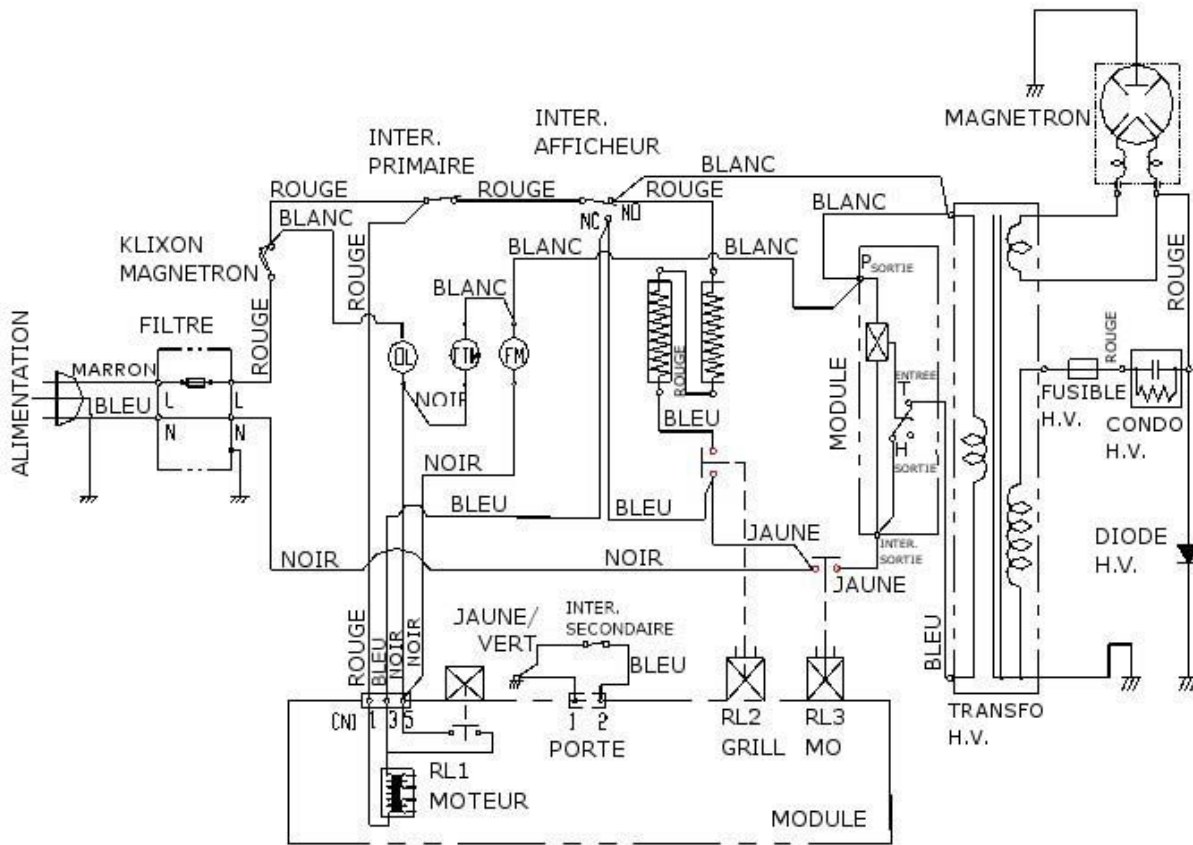 MAGNETRON
INTER.
AFFICHEUR
INTER.
PRIMAIRE
BLANC
ROUGE
ROUGE
ROUGE
BLANC
BLANC
NO
NC
KLIXON
MAGNETRON
ROUGE
BLANC
BLANC
P SORTIE
ROUGE
BLANC
FILTRE
ROUGE
ALIMENTATION
MARRON
BLEU
L
L
N
N
OL
TTM
FM
NOIR
ROUGE
BLEU
MODULE
ENTREE
T
H
SORTIE
ROUGE
FUSIBLE
H.V.
CONDO
H.V.
NOIR
BLEU
BLEU
JAUNE
INTER.
SORTIE
DIODE
H.V.
NOIR
NOIR
JAUNE
ROUGE
BLEU
NOIR
NOIR
JAUNE/
VERT
INTER.
SECONDAIRE
BLEU
BLEU
CN1
1
3
5
1
2
PORTE
RL2
GRILL
RL3
MO
TRANSFO
H.V.
RL1
MOTEUR
MODULE